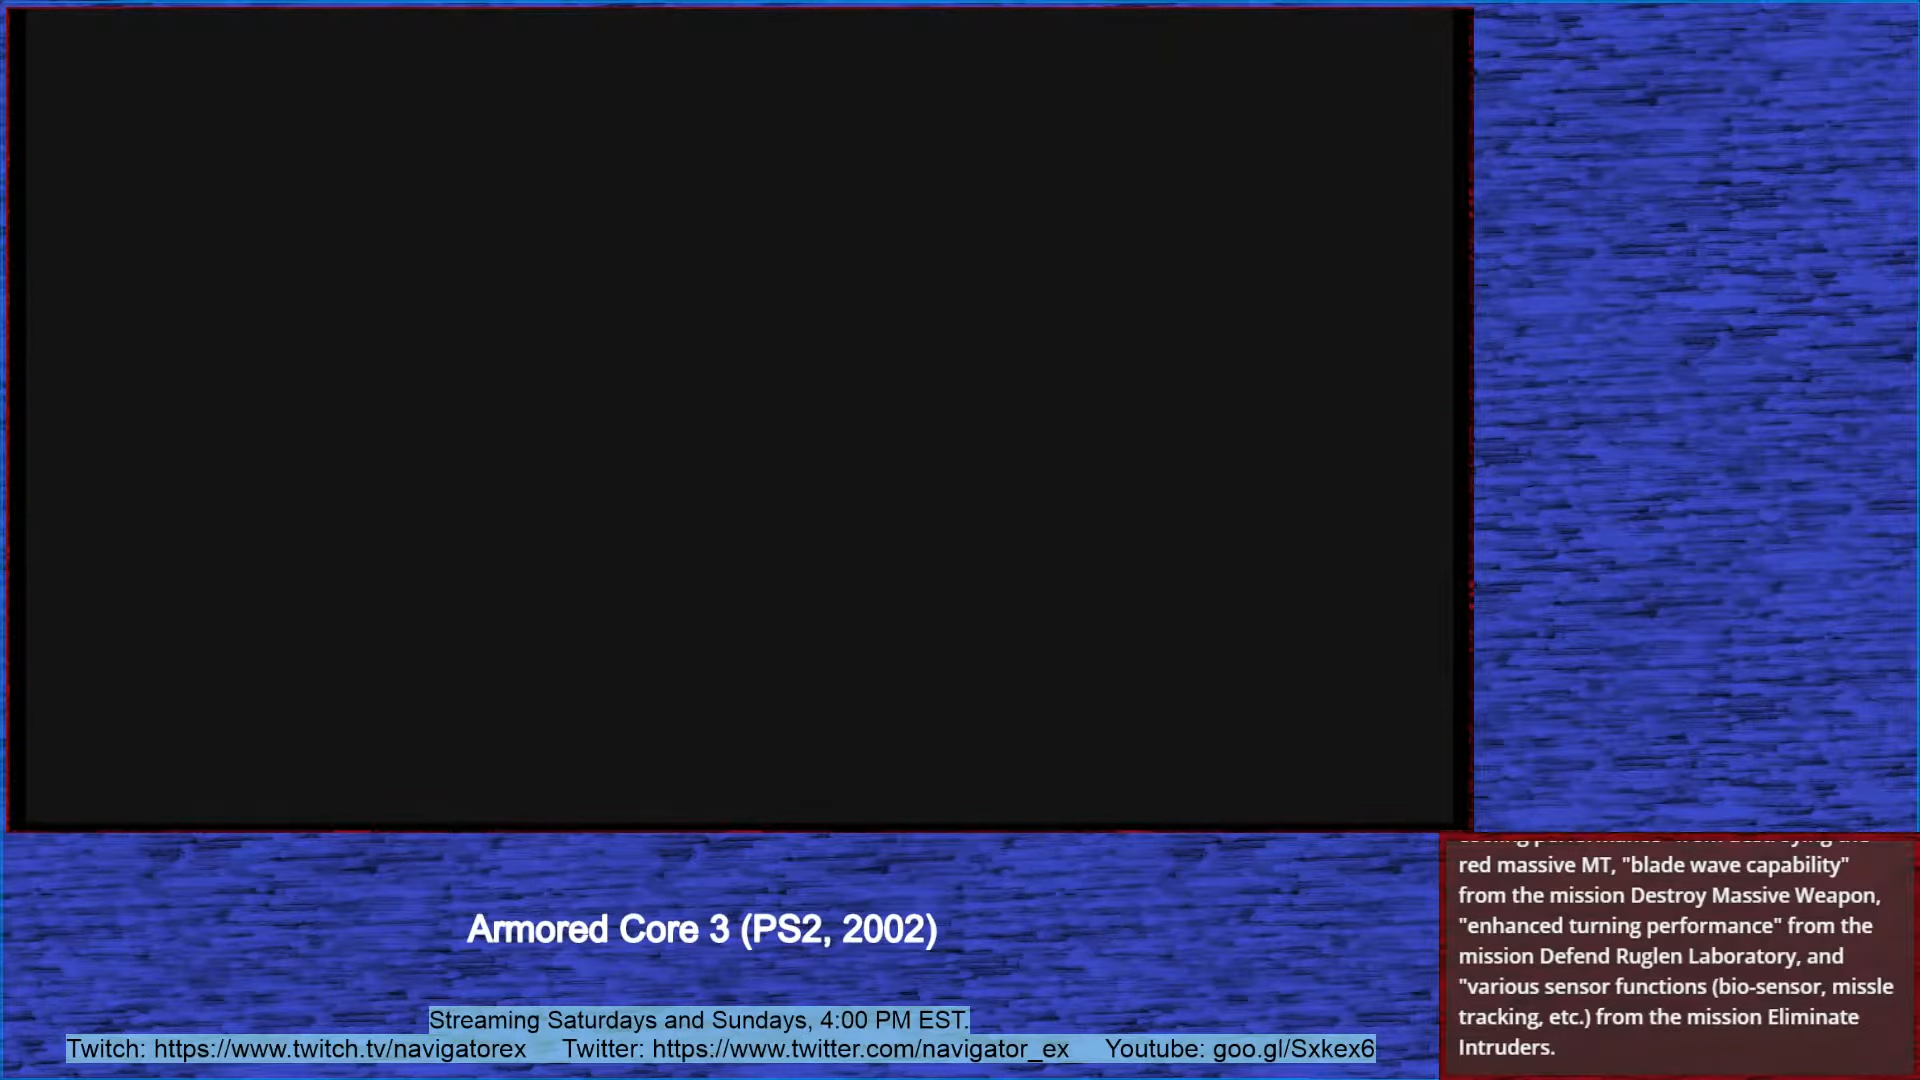 Armored Core 3 (PS2, 2002)
Streaming Saturdays and Sundays, 4:00 PM EST.
Twitch: https://www.twitch.tv/navigatorex Twitter: https://www.twitter.com/navigator_ex Youtube: goo.gl/Sxkex6
red massive MT, "blade wave capability"
from the mission Destroy Massive Weapon,
"enhanced turning performance" from the
mission Defend Ruglen Laboratory, and
"various sensor functions (bio-sensor, missle
tracking, etc.) from the mission Eliminate
Intruders.